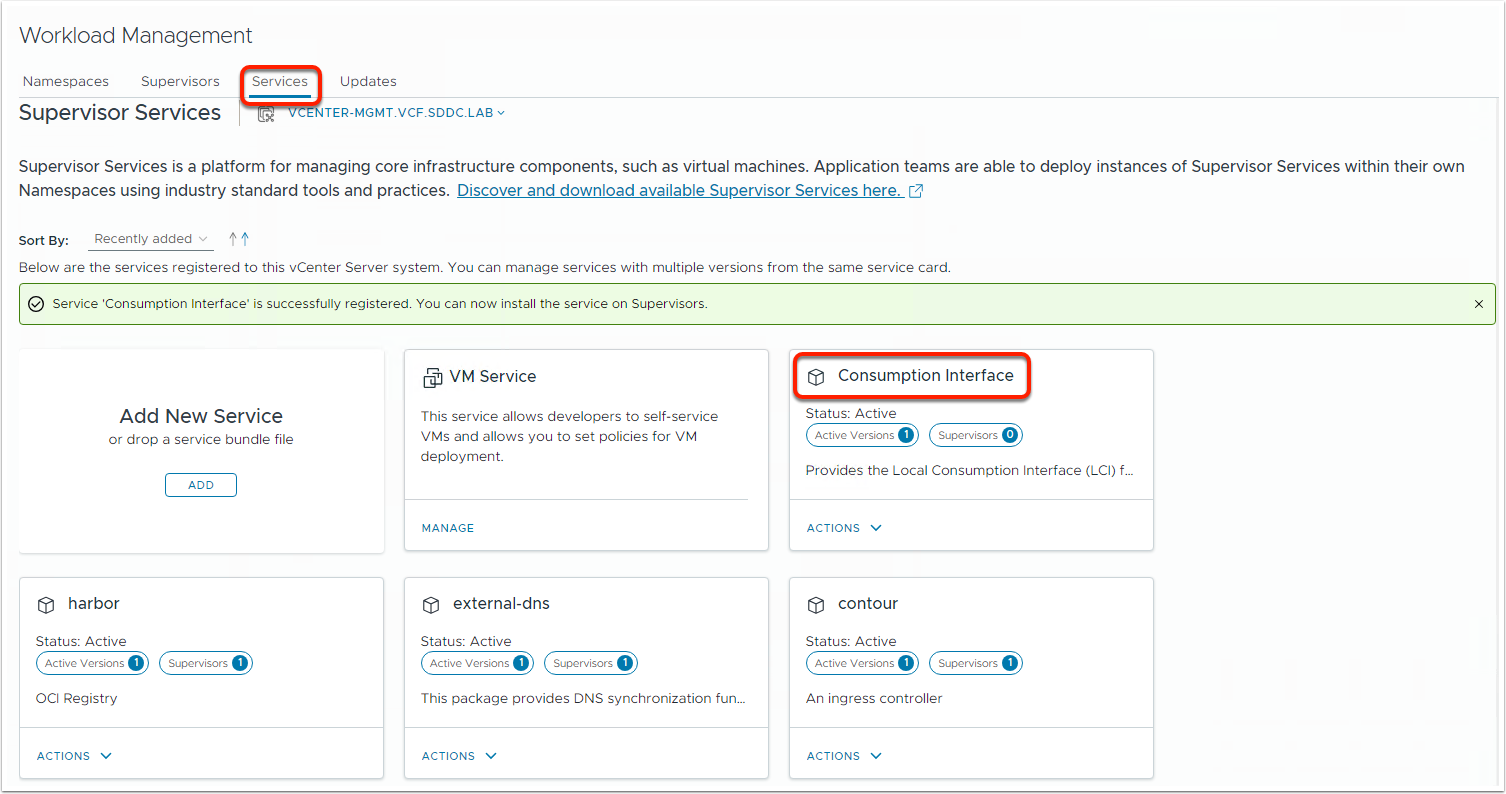 Workload Management
Namespaces Supervisors Services Updates
Supervisor Services VCENTER-MGMT.VCF.SDDC.LAB
Supervisor Services is a platform for managing core infrastructure components, such as virtual machines. Application teams are able to deploy instances of Supervisor Services within their own
Namespaces using industry standard tools and practices. Discover and download available Supervisor Services here.
Sort By: Recently added
Below are the services registered to this vCenter Server system. You can manage services with multiple versions from the same service card.
Service 'Consumption Interface' is successfully registered. You can now install the service on Supervisors.
Add New Service
or drop a service bundle file
ADD
VM Service
This service allows developers to self-service
VMs and allows you to set policies for VM
deployment.
MANAGE
Consumption Interface
Status: Active
Active Versions 1 Supervisors 0
Provides the Local Consumption Interface (LCI) f...
ACTIONS
harbor
Status: Active
Active Versions 1 Supervisors 1
OCI Registry
ACTIONS
external-dns
Status: Active
Active Versions 1 Supervisors 1
This package provides DNS synchronization fun...
ACTIONS
contour
Status: Active
Active Versions 1 Supervisors 1
An ingress controller
ACTIONS